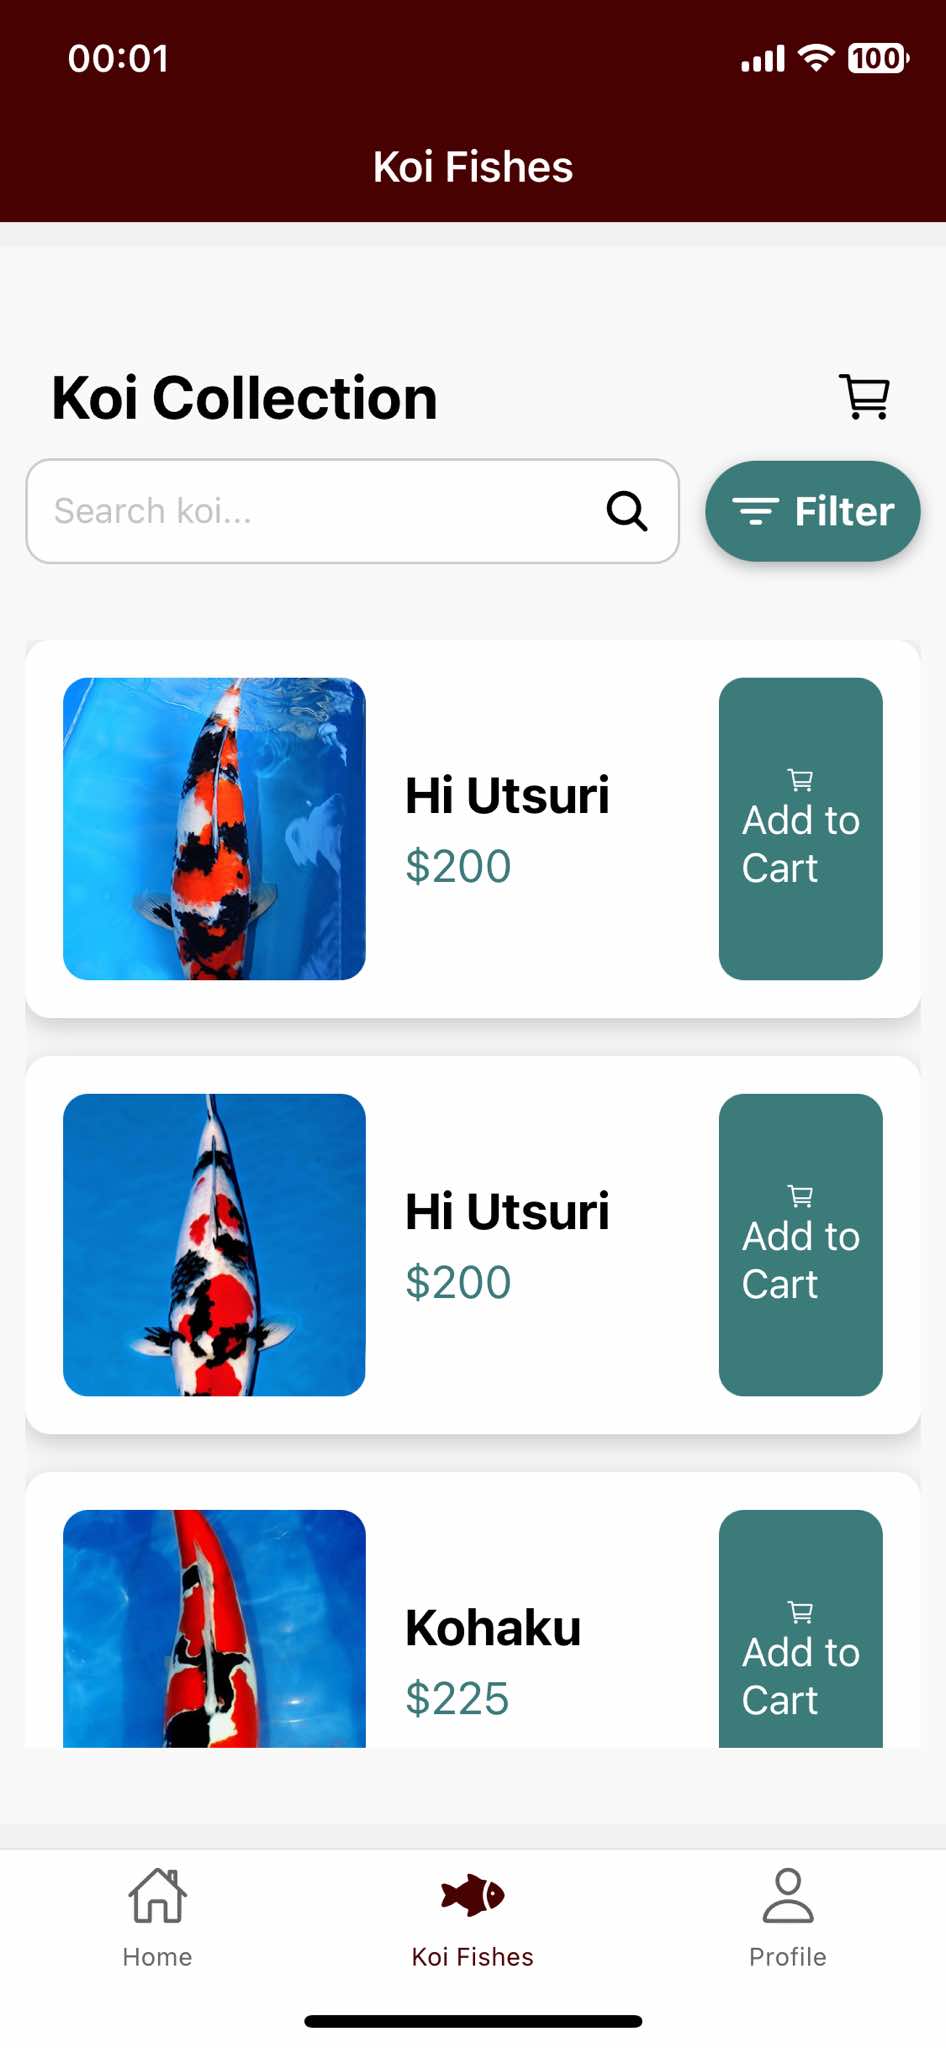 00:01
100
Koi Fishes
Koi Collection
Search koi...
Filter
Hi Utsuri
$200
Add to
Cart
Hi Utsuri
$200
Add to
Cart
Kohaku
$225
Add to
Cart
Home
Koi Fishes
Profile